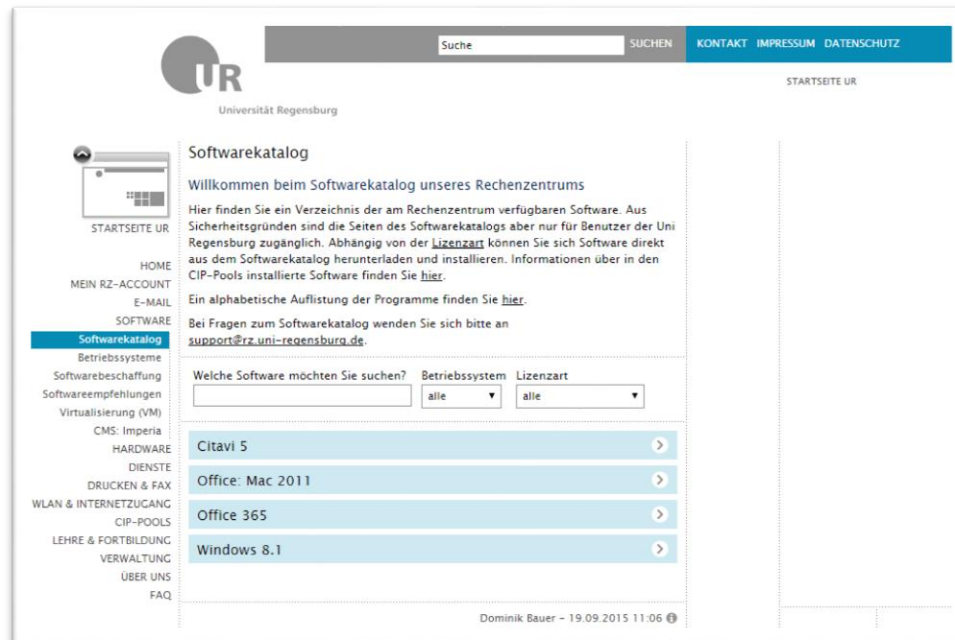 Suche
SUCHEN
KONTAKT IMPRESSUM DATENSCHUTZ
UR
Universität Regensburg
STARTSEITE UR
STARTSEITE UR
HOME
MEIN RZ-ACCOUNT
E-MAIL
SOFTWARE
Softwarekatalog
Betriebssysteme
Softwarebeschaffung
Softwareempfehlungen
Virtualisierung (VM)
CMS: Imperia
HARDWARE
DIENSTE
DRUCKEN & FAX
WLAN & INTERNETZUGANG
CIP-POOLS
LEHRE & FORTBILDUNG
VERWALTUNG
ÜBER UNS
FAQ
Softwarekatalog
Willkommen beim Softwarekatalog unseres Rechenzentrums
Hier finden Sie ein Verzeichnis der am Rechenzentrum verfügbaren Software. Aus
Sicherheitsgründen sind die Seiten des Softwarekatalogs aber nur für Benutzer der Uni
Regensburg zugänglich. Abhängig von der Lizenzart können Sie sich Software direkt
aus dem Softwarekatalog herunterladen und installieren. Informationen über in den
CIP-Pools installierte Software finden Sie hier.
Ein alphabetische Auflistung der Programme finden Sie hier.
Bei Fragen zum Softwarekatalog wenden Sie sich bitte an
support@rz.uni-regensburg.de.
Welche Software möchten Sie suchen? Betriebssystem Lizenzart
alle alle
Citavi 5
Office: Mac 2011
Office 365
Windows 8.1
Dominik Bauer – 19.09.2015 11:06